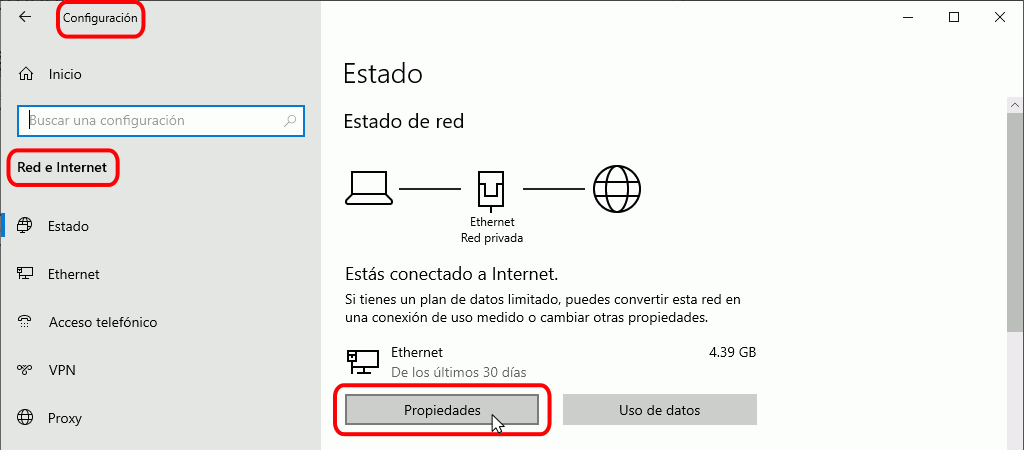 Configuración
Inicio
Buscar una configuración
Red e Internet
Estado
Ethernet
Acceso telefónico
VPN
Proxy
Estado
Estado de red
Ethernet
Red privada
Estás conectado a Internet.
Si tienes un plan de datos limitado, puedes convertir esta red en
una conexión de uso medido o cambiar otras propiedades.
Ethernet 4.39 GB
De los últimos 30 días
Propiedades Uso de datos